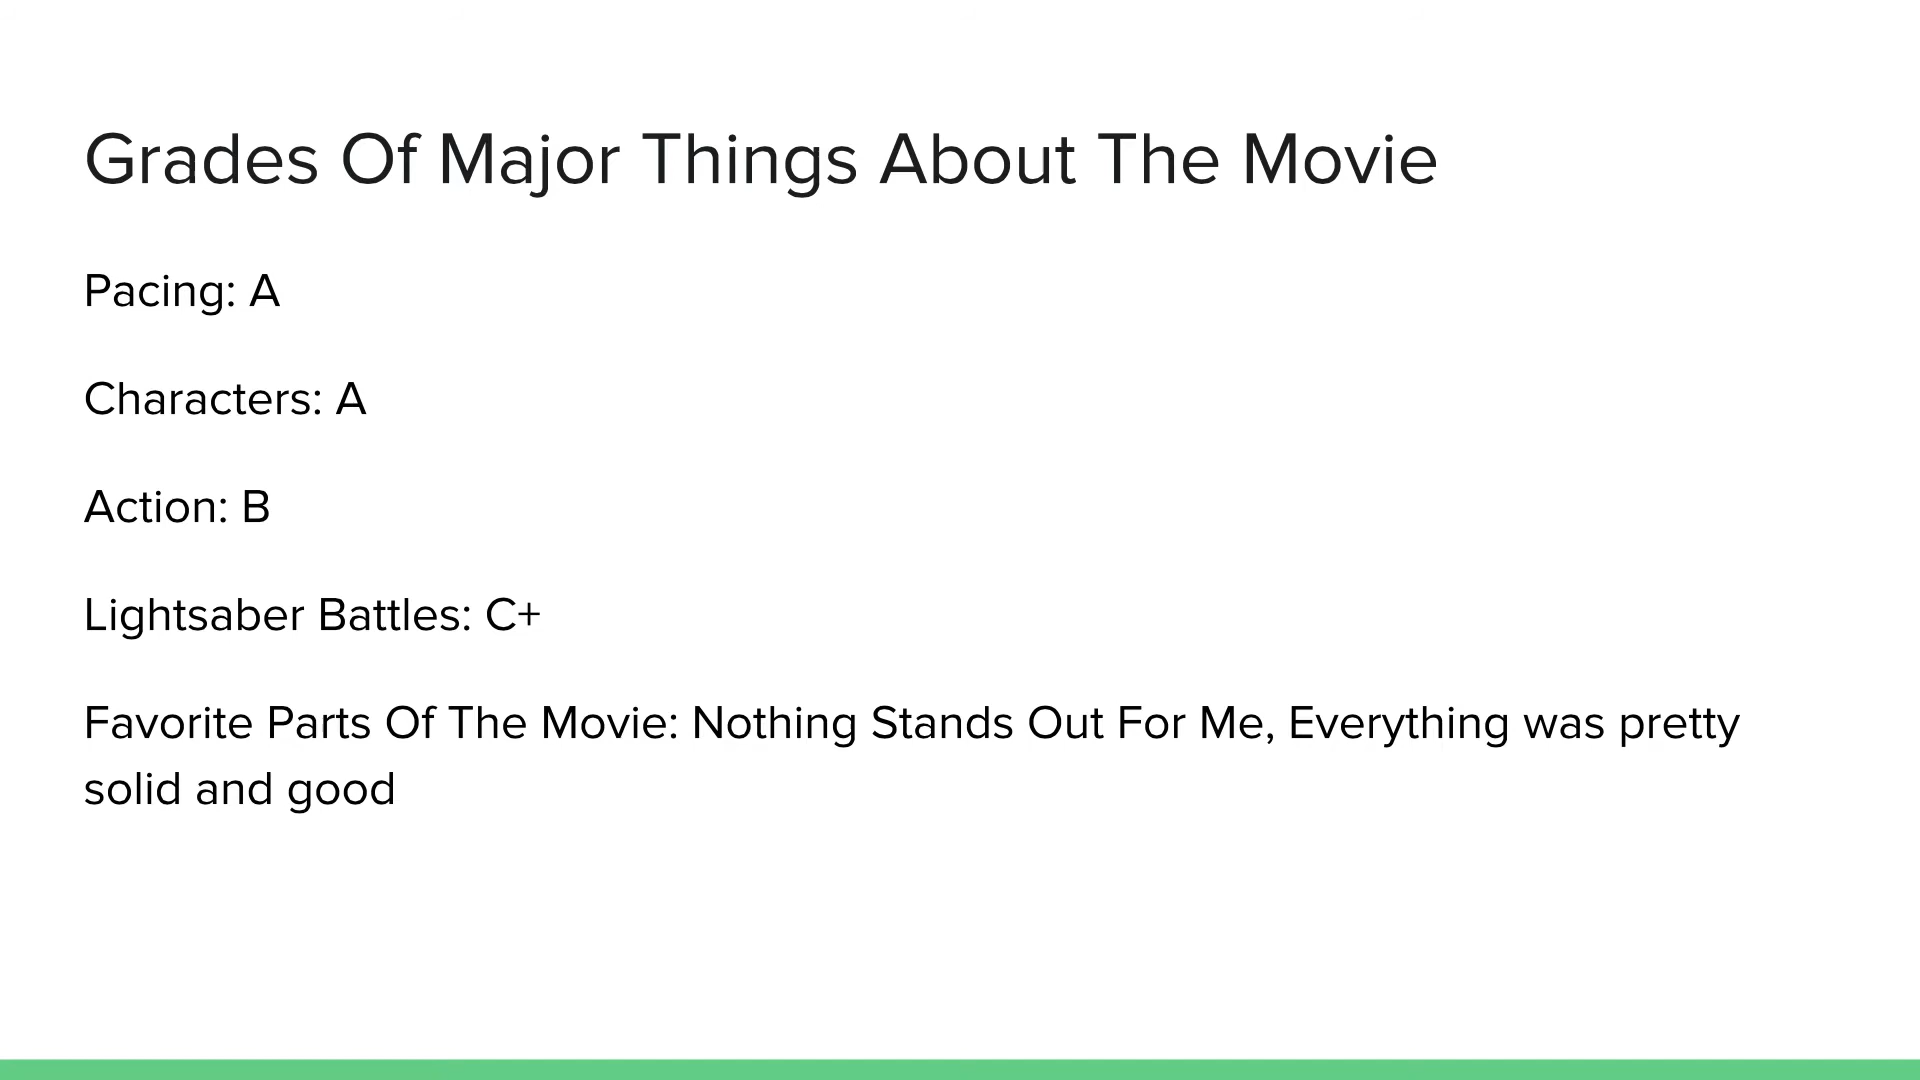 Grades Of Major Things About The Movie
Pacing: A
Characters: A
Action: B
Lightsaber Battles: C+
Favorite Parts Of The Movie: Nothing Stands Out For Me, Everything was pretty
solid and good